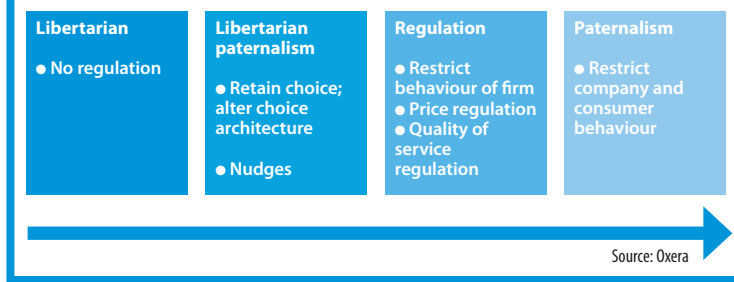 Libertarian
● No regulation
Libertarian
paternalism
● Retain choice;
alter choice
architecture
● Nudges
Regulation
● Restrict
behaviour of firm
● Price regulation
● Quality of
service
regulation
Paternalism
● Restrict
company and
consumer
behaviour
Source: Oxera